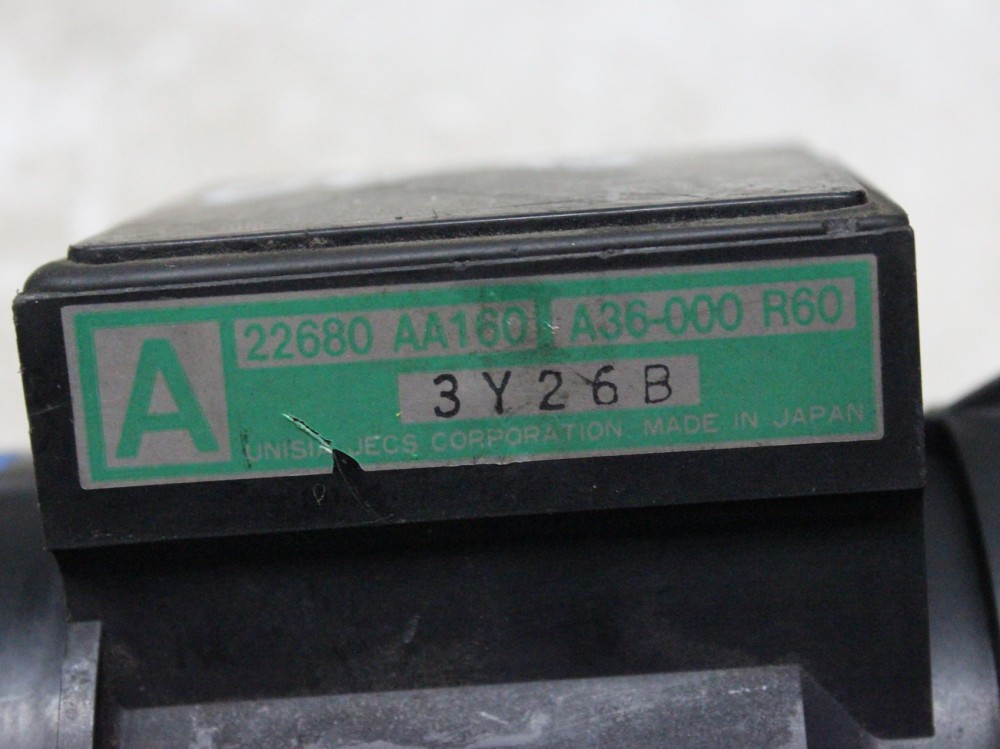 A
22680 AA160 A36-000 R60
3Y26B
UNISIA JECS CORPORATION. MADE IN JAPAN